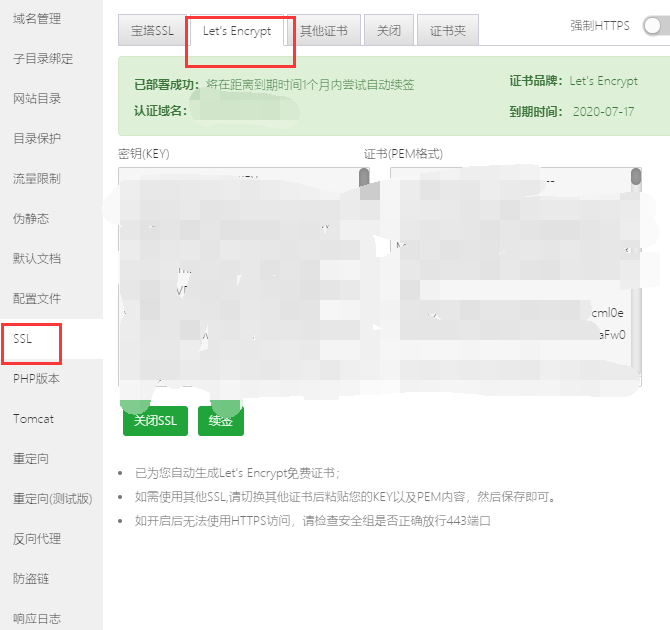 域名管理
子目录绑定
网站目录
目录保护
流量限制
伪静态
默认文档
配置文件
SSL
PHP版本
Tomcat
重定向
重定向(测试版)
反向代理
防盗链
响应日志
宝塔SSL
Let's Encrypt
其他证书
关闭
证书夹
强制HTTPS
已部署成功：将在距离到期时间1个月内尝试自动续签
证书品牌：Let's Encrypt
认证域名：
到期时间： 2020-07-17
密钥(KEY)
证书(PEM格式)
cml0e
aFw0
关闭SSL
续签
已为您自动生成Let's Encrypt免费证书；
如需使用其他SSL,请切换其他证书后粘贴您的KEY以及PEM内容，然后保存即可。
如开启后无法使用HTTPS访问，请检查安全组是否正确放行443端口